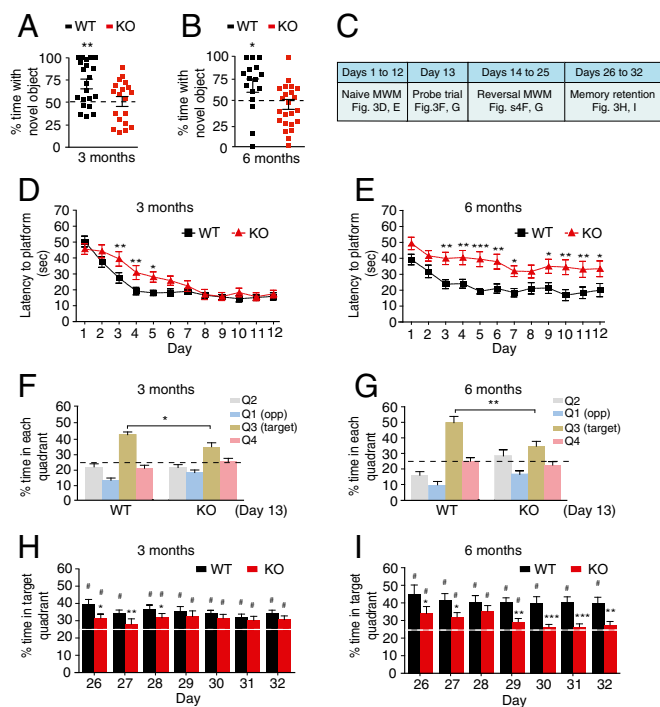 A
WT KO
**
% time with
novel object
100
75
50
25
0
3 months
B
WT KO
*
% time with
novel object
100
75
50
25
0
6 months
C
Days 1 to 12 Day 13 Days 14 to 25 Days 26 to 32
Naive MWM Probe trial Reversal MWM Memory retention
Fig. 3D, E Fig.3F, G Fig. s4F, G Fig. 3H, I
D
3 months
WT KO
Latency to platform
(sec)
70
60
50
40
30
20
10
0
** ** *
1 2 3 4 5 6 7 8 9 10 11 12
Day
E
6 months
WT KO
Latency to platform
(sec)
70
60
50
40
30
20
10
0
** ** *** ** * * ** ** *
1 2 3 4 5 6 7 8 9 10 11 12
Day
F
3 months
Q2
Q1 (opp)
Q3 (target)
Q4
% time in each
quadrant
60
50
40
30
20
10
0
*
WT KO (Day 13)
G
6 months
Q2
Q1 (opp)
Q3 (target)
Q4
% time in each
quadrant
60
50
40
30
20
10
0
**
WT KO (Day 13)
H
3 months
WT KO
% time in target
quadrant
60
50
40
30
20
10
0
# # # # # # # # # # # # #
* ** *
26 27 28 29 30 31 32
Day
I
6 months
WT KO
% time in target
quadrant
60
50
40
30
20
10
0
# # # # # # # # # #
* * ** *** *** **
26 27 28 29 30 31 32
Day